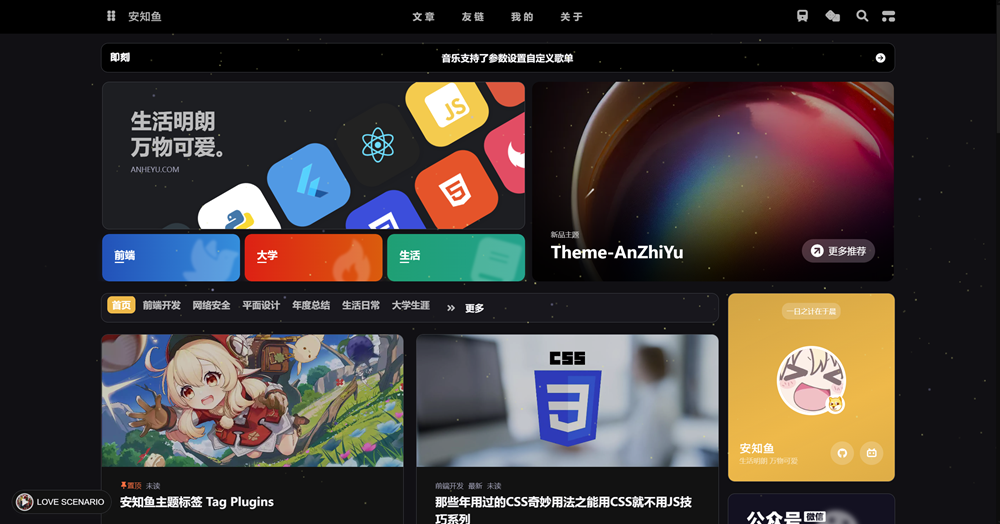 安知鱼
文章 友链 我的 关于
即刻
音乐支持了参数设置自定义歌单
生活明朗
万物可爱。
ANHEYU.COM
JS
5
新品主题
Theme-AnZhiYu
更多推荐
前端
大学
生活
首页 前端开发 网络安全 平面设计 年度总结 生活日常 大学生涯 更多
一日之计在于晨
CSS
3
安知鱼
生活明朗 万物可爱
置顶 未读
安知鱼主题标签 Tag Plugins
前端开发 最新 未读
那些年用过的CSS奇妙用法之能用CSS就不用JS技
巧系列
公众号 微信
LOVE SCENARIO